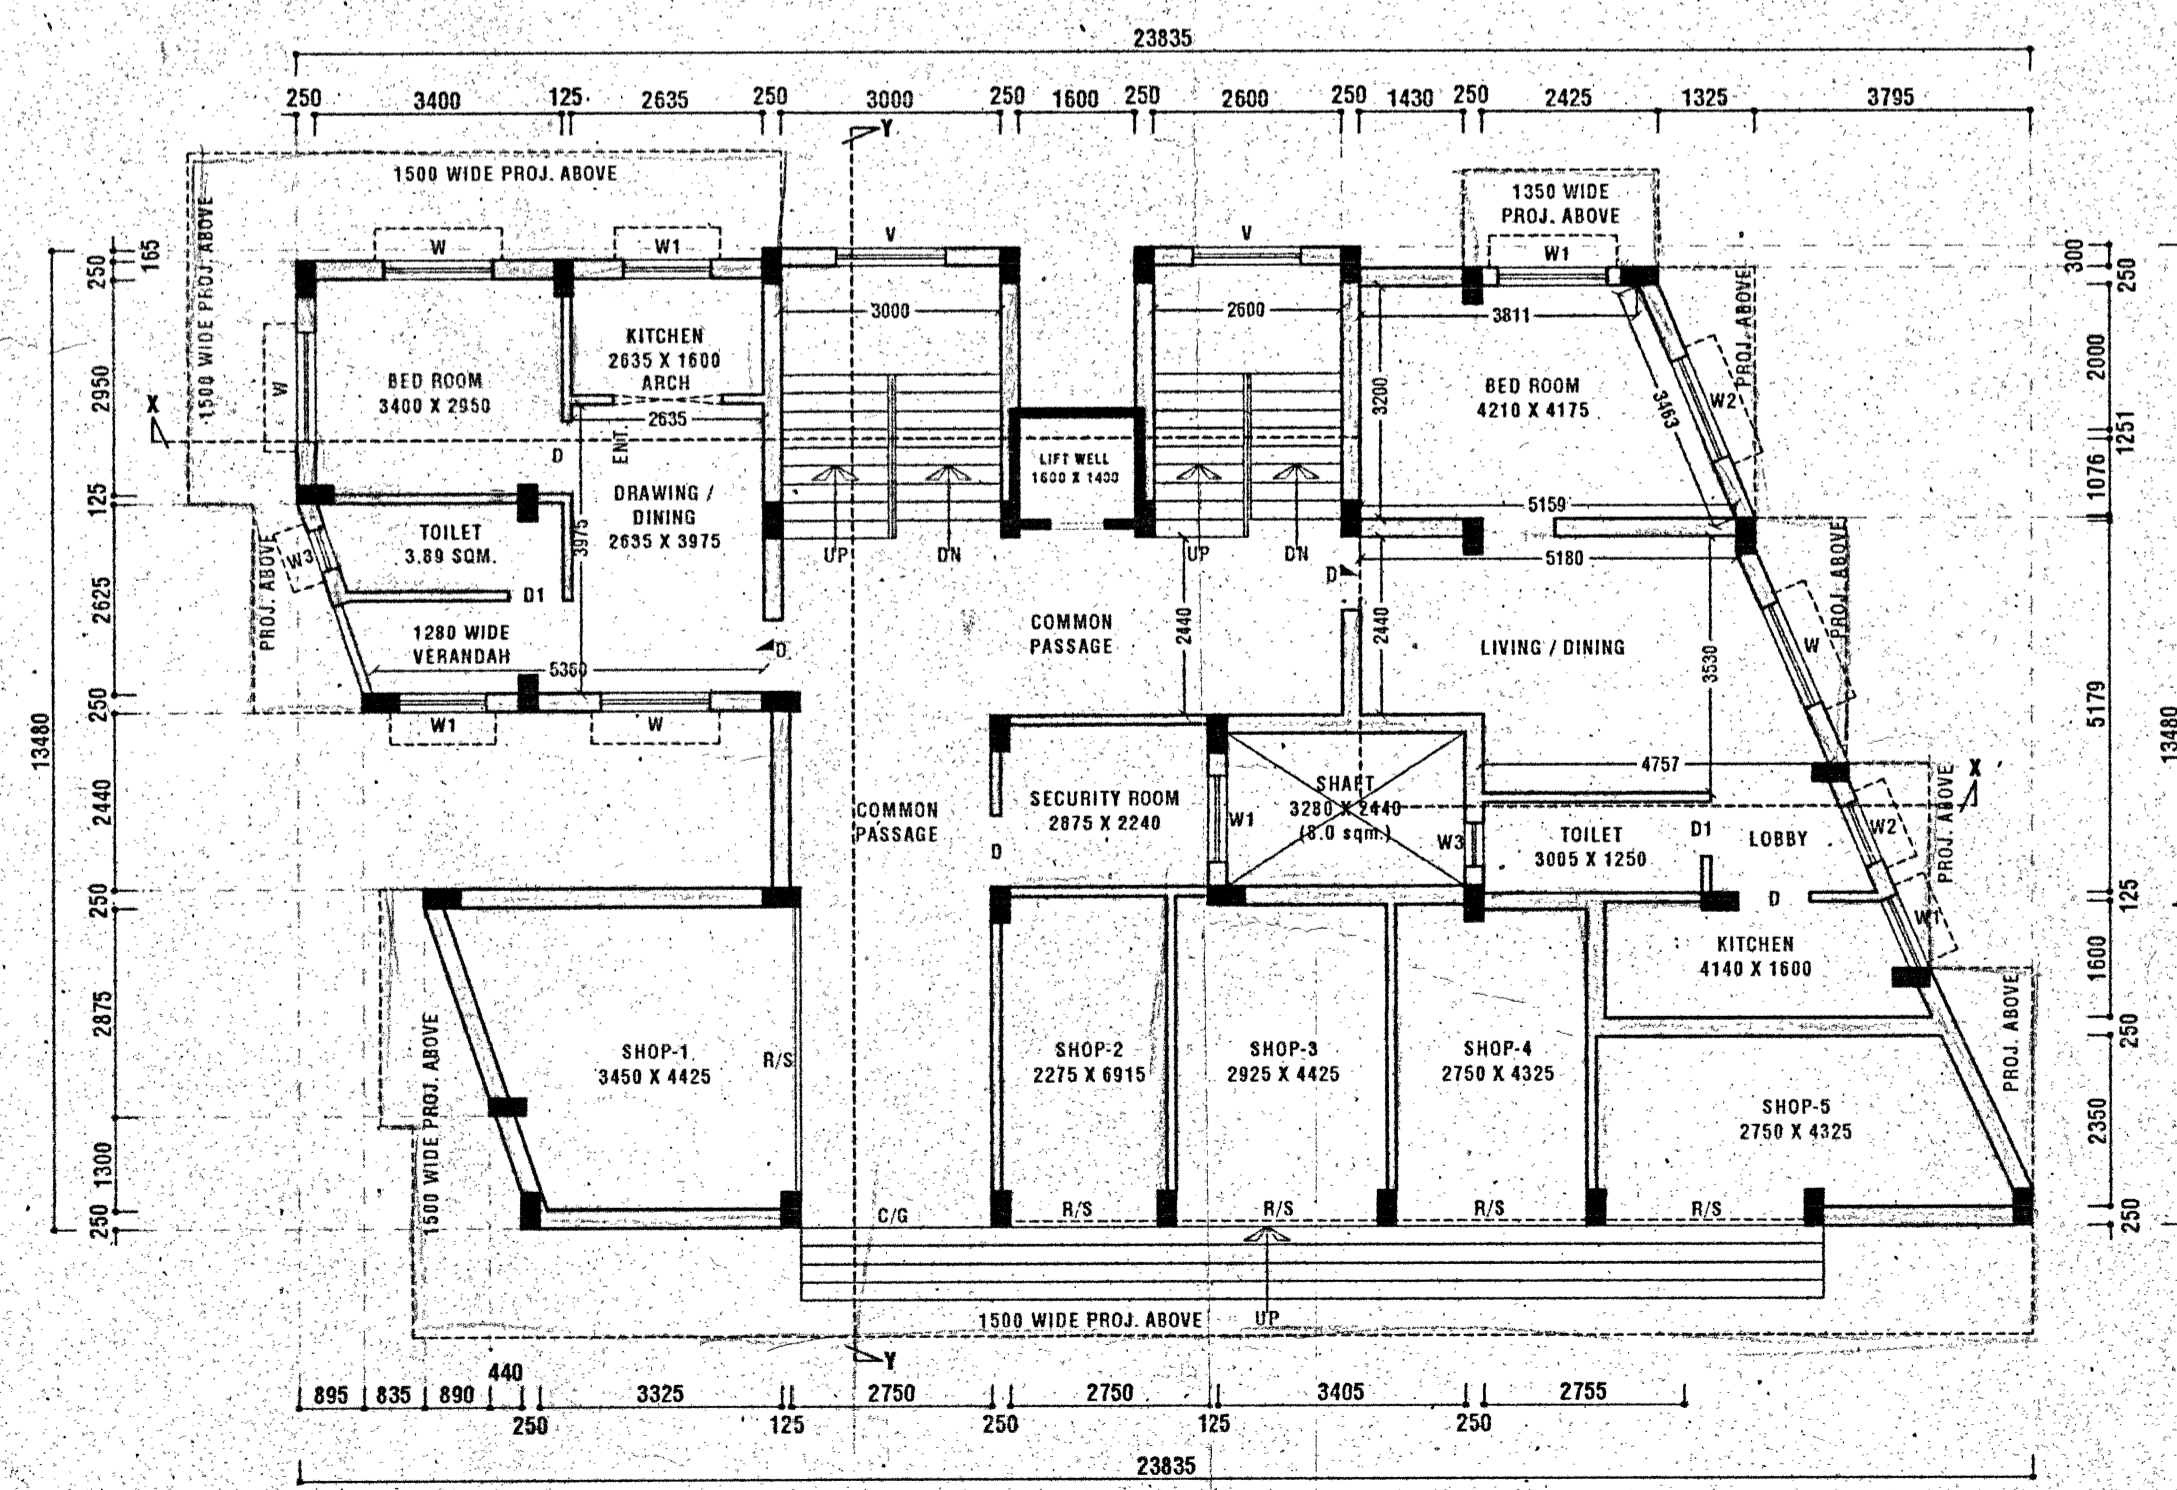 23835
250 3400 125 2635 250 3000 250 1600 250 2600 250 1430 250 2425 1325 3795
Y
1500 WIDE PROJ. ABOVE
1350 WIDE
PROJ. ABOVE
1500 WIDE PROJ. ABOVE
165
250
2950
125
2625
250
2440
250
2875
1300
250
13480
W
W1
V
V
W1
300
250
2000
1251
1076
5179
125
1600
250
2350
250
13480
X
W
BED ROOM
3400 X 2950
KITCHEN
2635 X 1600
ARCH
2635
ENT.
D
3000
2600
3811
3200
BED ROOM
4210 X 4175
3463
W2
PROJ. ABOVE
LIFT WELL
1600 X 1400
DRAWING /
DINING
2635 X 3975
3975
TOILET
3.89 SQM.
W3
PROJ. ABOVE
D1
1280 WIDE
VERANDAH
5360
D
W1
W
UP
DN
UP
DN
5159
5180
D
COMMON
PASSAGE
2440
2440
LIVING / DINING
3530
W
PROJ. ABOVE
4757
X
COMMON
PASSAGE
SECURITY ROOM
2875 X 2240
D
W1
SHAFT
3280 X 2440
(8.0 sqm.)
W3
TOILET
3005 X 1250
D1
LOBBY
W2
PROJ. ABOVE
D
W1
KITCHEN
4140 X 1600
PROJ. ABOVE
1500 WIDE PROJ. ABOVE
SHOP-1
3450 X 4425
R/S
SHOP-2
2275 X 6915
SHOP-3
2925 X 4425
SHOP-4
2750 X 4325
SHOP-5
2750 X 4325
C/G
R/S
R/S
R/S
R/S
1500 WIDE PROJ. ABOVE
UP
Y
440
895 835 890 3325 2750 2750 3405 2755
250 125 250 125 250
23835